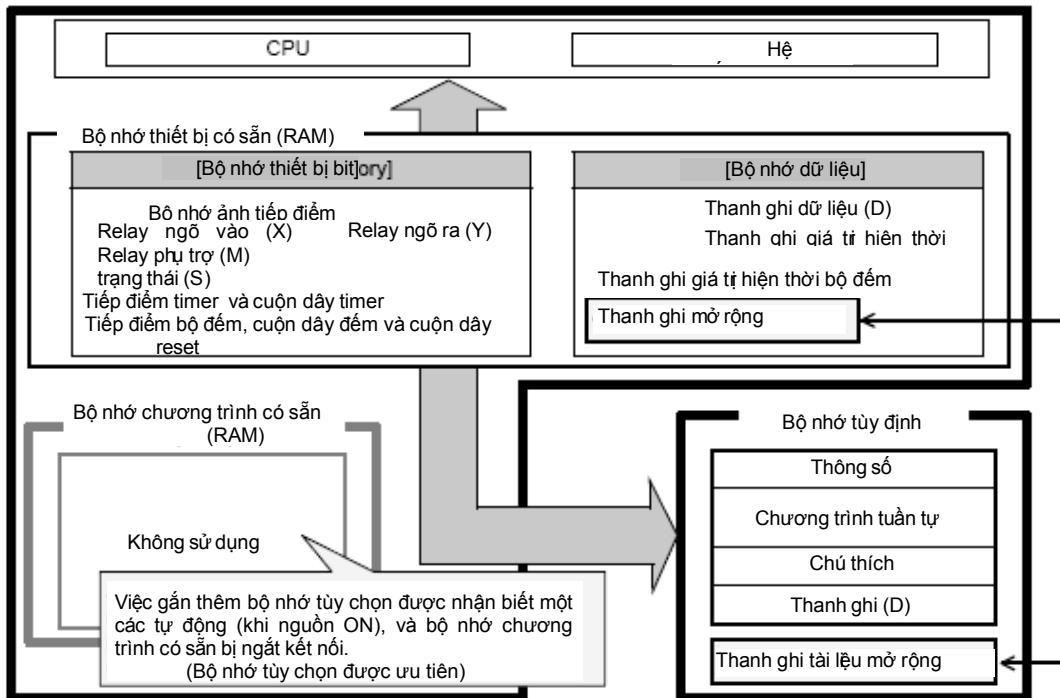 CPU
Hệ
Bộ nhớ thiết bị có sẵn (RAM)
[Bộ nhớ thiết bị bit]ory]
Bô nhớ ảnh tiếp điểm
Relay ngõ vào (X) Relay ngõ ra (Y)
Relay phụ trợ (M)
trạng thái (S)
Tiếp điểm timer và cuộn dây timer
Tiếp điểm bộ đếm, cuộn dây đếm và cuộn dây
reset
[Bộ nhớ dữ liệu]
Thanh ghi dữ liệu (D)
Thanh ghi giá trị hiên thời
Thanh ghi giá trị hiện thời bộ đếm
Thanh ghi mở rộng
Bộ nhớ chương trình có sẵn
(RAM)
Không sử dụng
Việc gắn thêm bộ nhớ tùy chọn được nhận biết một
các tự động (khi nguồn ON), và bộ nhớ chương
trình có sẵn bị ngắt kết nối.
(Bộ nhớ tùy chọn được ưu tiên)
Bộ nhớ tùy định
Thông số
Chương trình tuần tự
Chú thích
Thanh ghi (D)
Thanh ghi tài liệu mở rộng